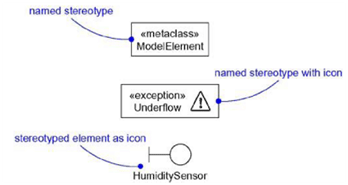 named stereotype
«metaclass»
ModelElement
named stereotype with icon
«exception»
Underflow
stereotyped element as icon
HumiditySensor